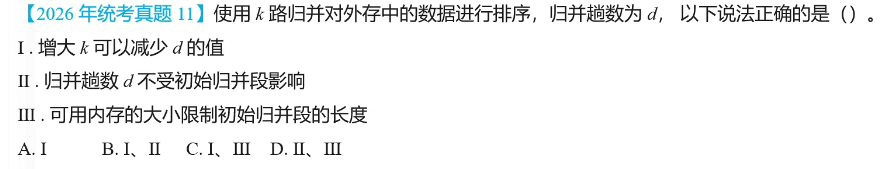 【2026年统考真题 11】使用 k 路归并对外存中的数据进行排序，归并趟数为 d， 以下说法正确的是（）。
Ⅰ. 增大 k 可以减少 d 的值
Ⅱ. 归并趟数 d 不受初始归并段影响
Ⅲ. 可用内存的大小限制初始归并段的长度
A. Ⅰ B. Ⅰ、Ⅱ C. Ⅰ、Ⅲ D. Ⅱ、Ⅲ